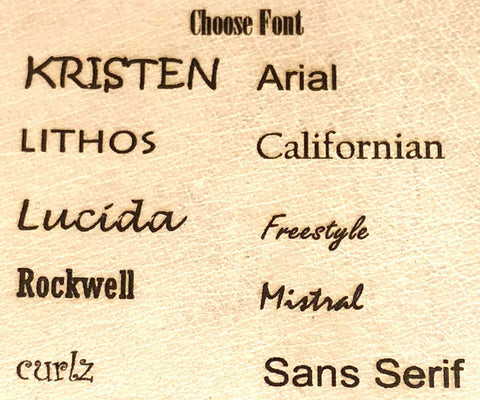 Choose Font
KRISTEN Arial
LITHOS Californian
Lucida Freestyle
Rockwell Mistral
curlz Sans Serif